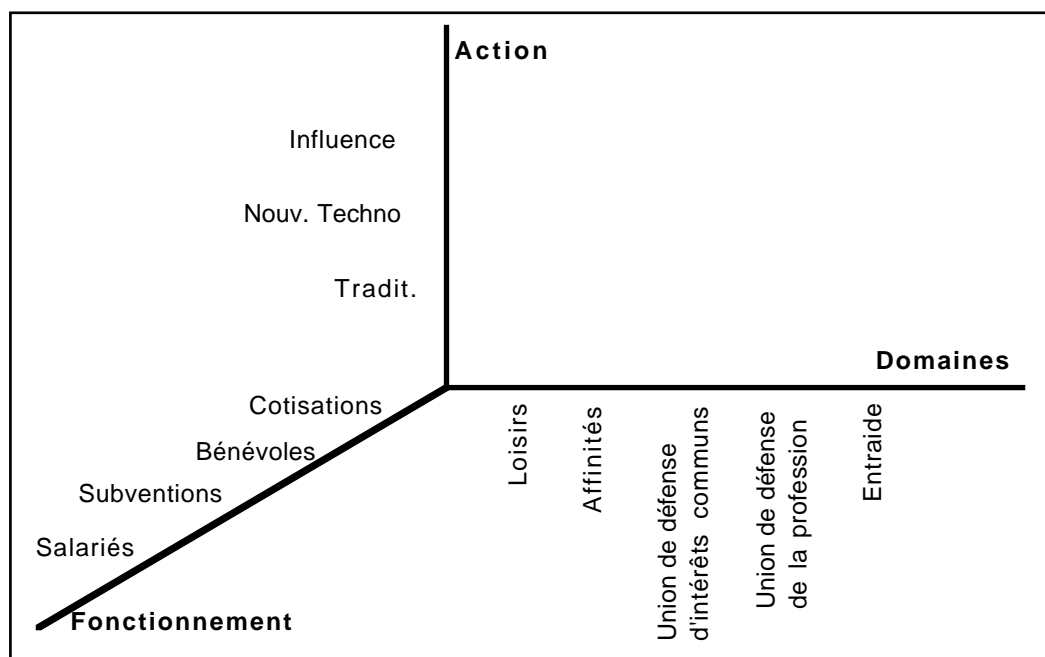 Action
Influence
Nouv. Techno
Tradit.
Domaines
Cotisations
Bénévoles
Subventions
Salariés
Fonctionnement
Loisirs
Affinités
Union de défense
d'intérêts communs
Union de défense
de la profession
Entraide